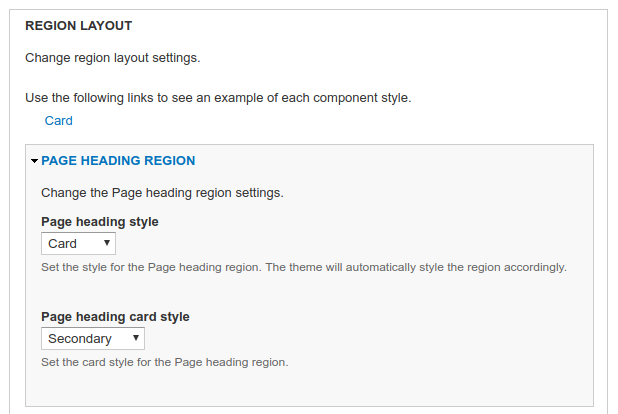 REGION LAYOUT
Change region layout settings.
Use the following links to see an example of each component style.
Card
PAGE HEADING REGION
Change the Page heading region settings.
Page heading style
Card
Set the style for the Page heading region. The theme will automatically style the region accordingly.
Page heading card style
Secondary
Set the card style for the Page heading region.